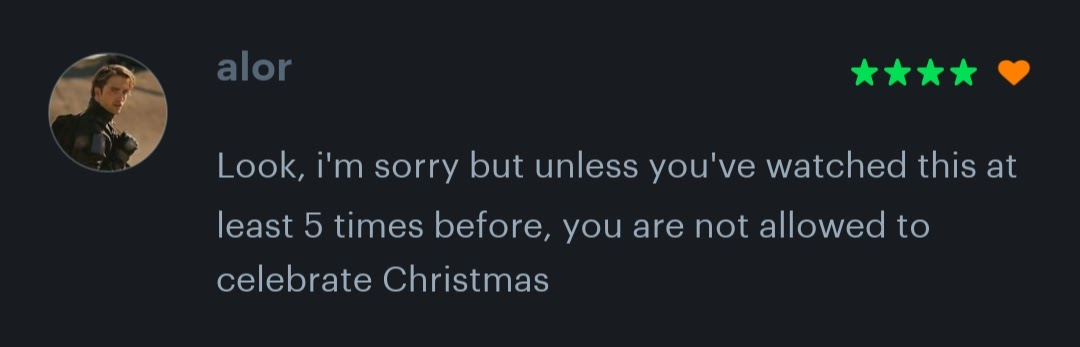 alor
Look, i'm sorry but unless you've watched this at
least 5 times before, you are not allowed to
celebrate Christmas